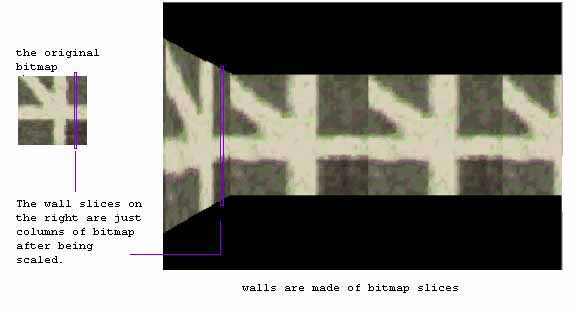 the original
bitmap
The wall slices on
the right are just
columns of bitmap
after being
scaled.
walls are made of bitmap slices